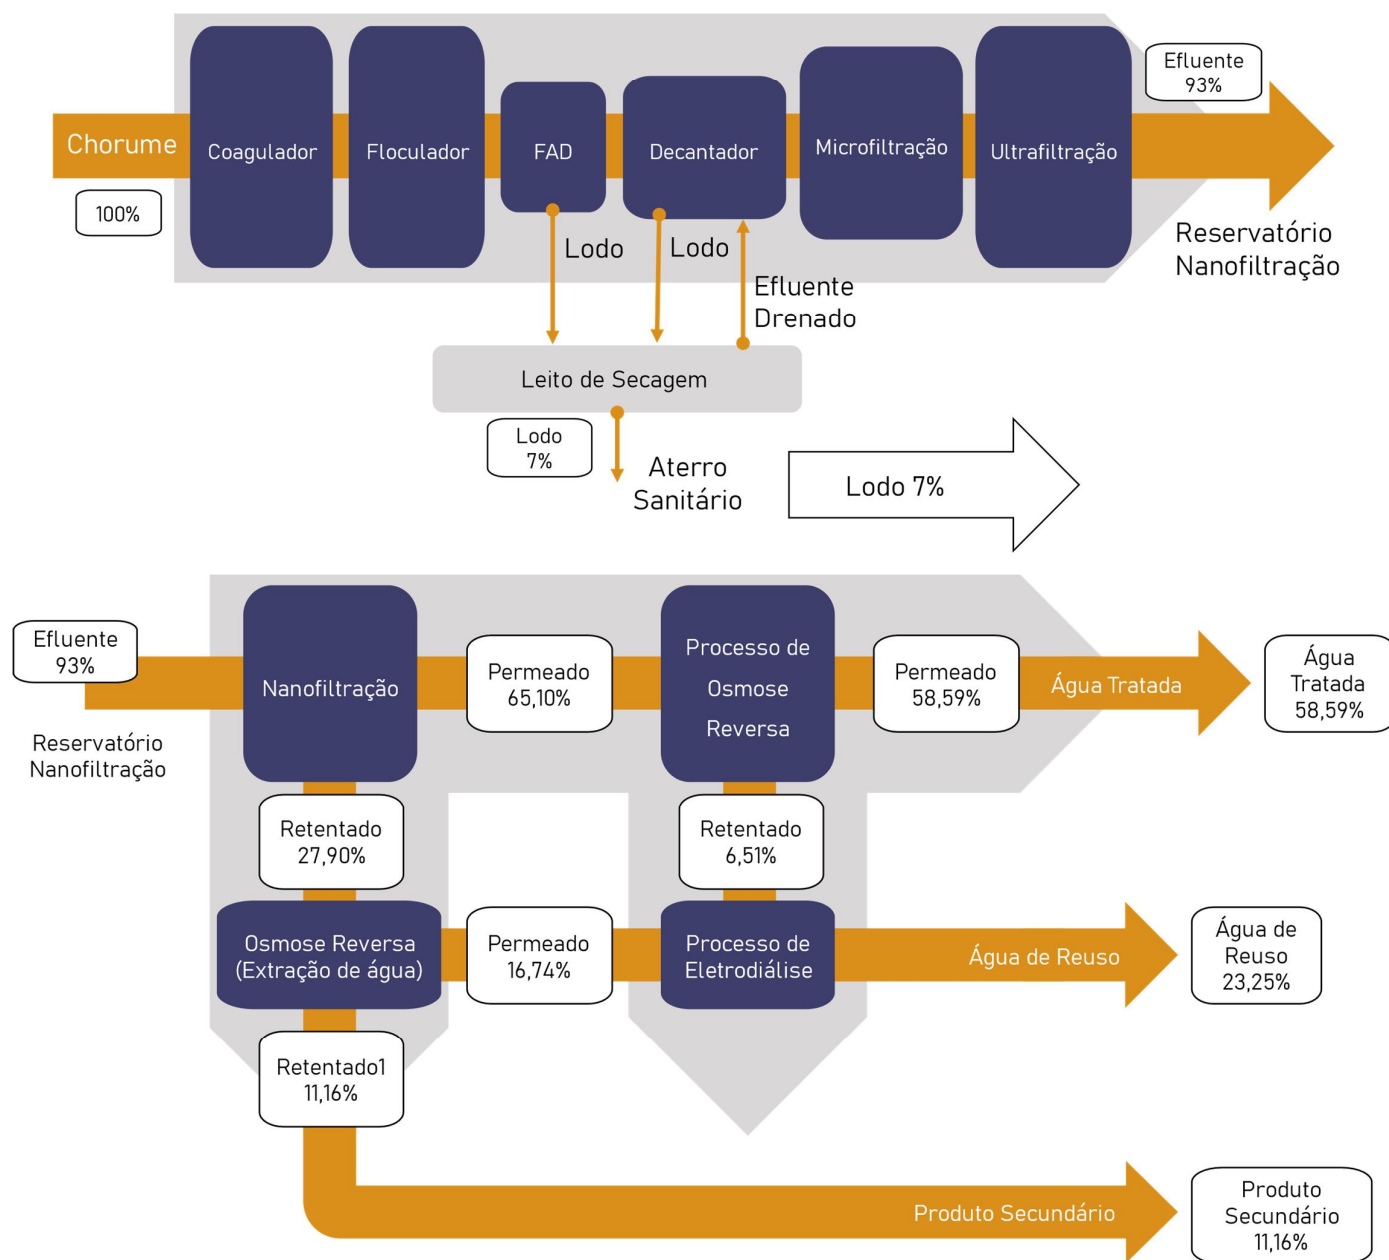 Chorume
100%
Coagulador
Floculador
FAD
Decantador
Microfiltração
Ultrafiltração
Efluente
93%
Reservatório
Nanofiltração
Lodo
Lodo
Efluente
Drenado
Leito de Secagem
Lodo
7%
Aterro
Sanitário
Lodo 7%
Efluente
93%
Reservatório
Nanofiltração
Nanofiltração
Permeado
65,10%
Processo de
Osmose
Reversa
Permeado
58,59%
Água Tratada
Água
Tratada
58,59%
Retentado
27,90%
Retentado
6,51%
Osmose Reversa
(Extração de água)
Permeado
16,74%
Processo de
Eletrodiálise
Água de Reuso
Água de
Reuso
23,25%
Retentado1
11,16%
Produto Secundário
Produto
Secundário
11,16%